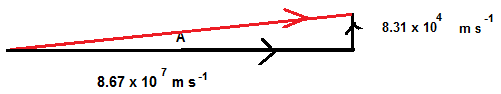 A
8.31 x 10⁴ m s⁻¹
8.67 x 10⁷ m s⁻¹